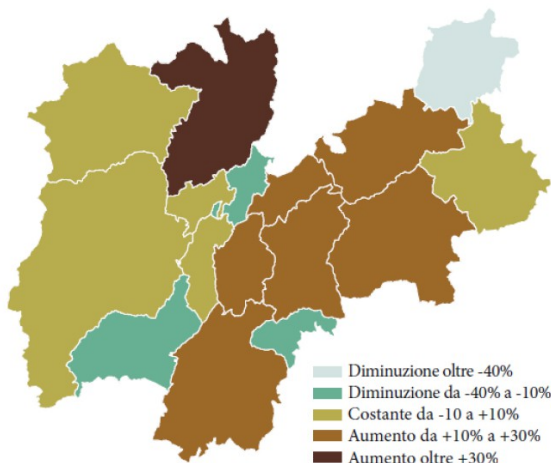 Diminuzione oltre -40%
Diminuzione da -40% a -10%
Costante da -10 a +10%
Aumento da +10% a +30%
Aumento oltre +30%